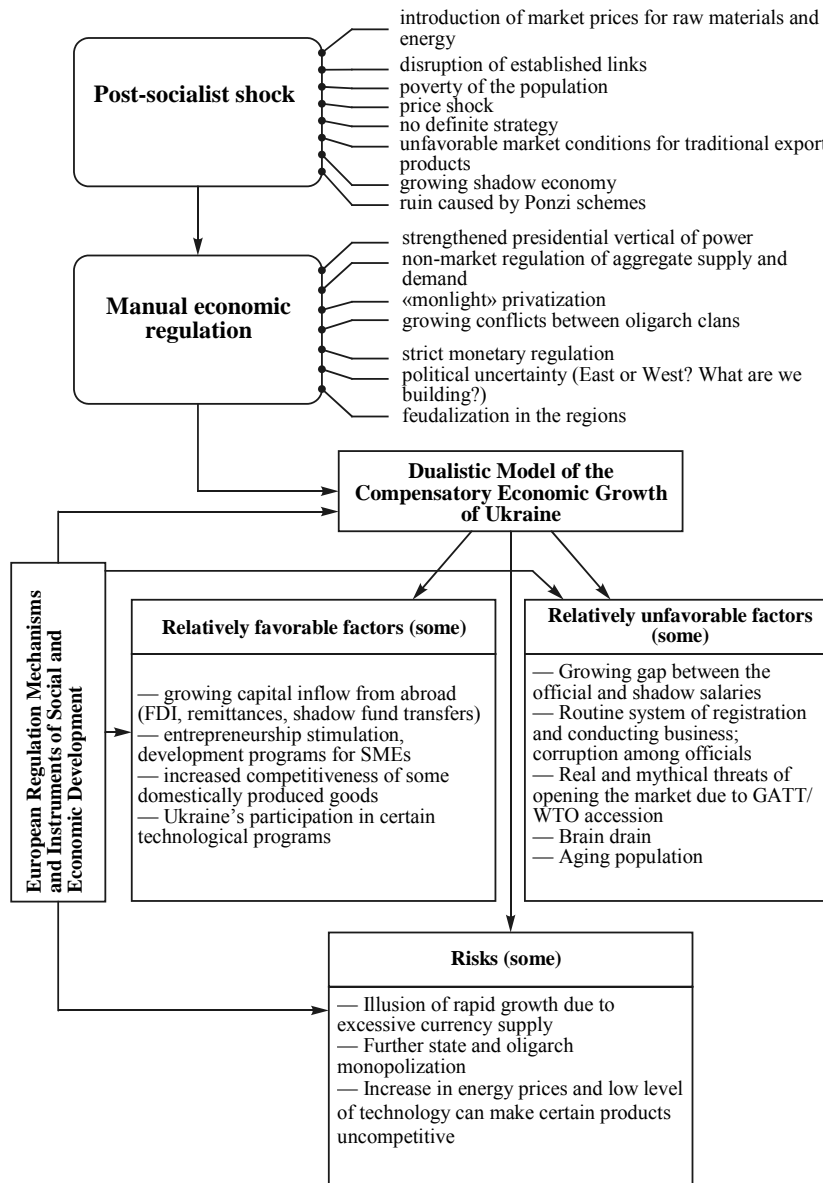 Post-socialist shock
introduction of market prices for raw materials and
energy
disruption of established links
poverty of the population
price shock
no definite strategy
unfavorable market conditions for traditional export
products
growing shadow economy
ruin caused by Ponzi schemes
Manual economic
regulation
strengthened presidential vertical of power
non-market regulation of aggregate supply and
demand
«monlight» privatization
growing conflicts between oligarch clans
strict monetary regulation
political uncertainty (East or West? What are we
building?)
feudalization in the regions
Dualistic Model of the
Compensatory Economic Growth
of Ukraine
European Regulation Mechanisms
and Instruments of Social and
Economic Development
Relatively favorable factors (some)
— growing capital inflow from abroad
(FDI, remittances, shadow fund transfers)
— entrepreneurship stimulation,
development programs for SMEs
— increased competitiveness of some
domestically produced goods
— Ukraine’s participation in certain
technological programs
Relatively unfavorable factors
(some)
— Growing gap between the
official and shadow salaries
— Routine system of registration
and conducting business;
corruption among officials
— Real and mythical threats of
opening the market due to GATT/
WTO accession
— Brain drain
— Aging population
Risks (some)
— Illusion of rapid growth due to
excessive currency supply
— Further state and oligarch
monopolization
— Increase in energy prices and low level
of technology can make certain products
uncompetitive